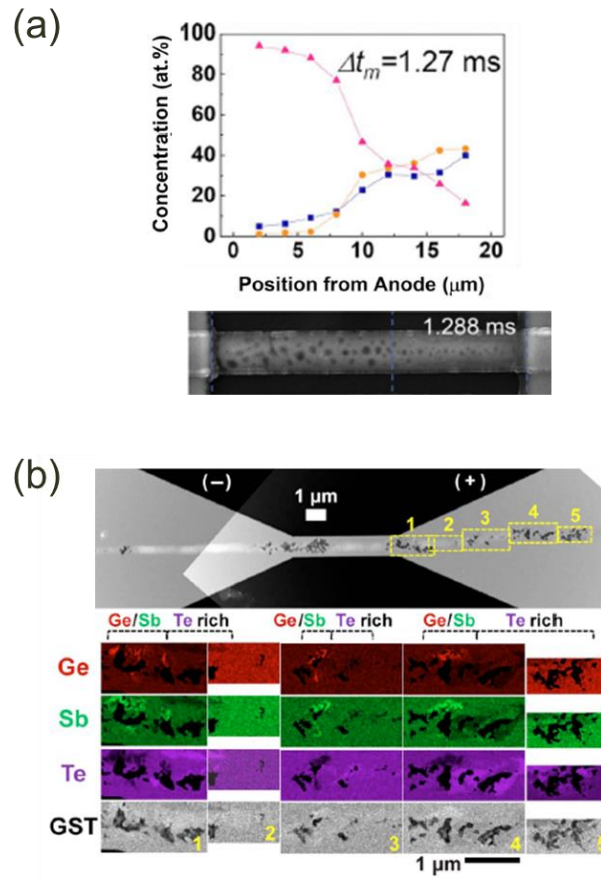 (a)
Δtm=1.27 ms
Concentration (at.%)
100
80
60
40
20
0
0 5 10 15 20
Position from Anode (μm)
1.288 ms
(b)
(−) (+)
1 μm
1 2 3 4 5
Ge/Sb Te rich Ge/Sb Te rich Ge/Sb Te rich
Ge
Sb
Te
GST
1 2 3 4 5
1 μm